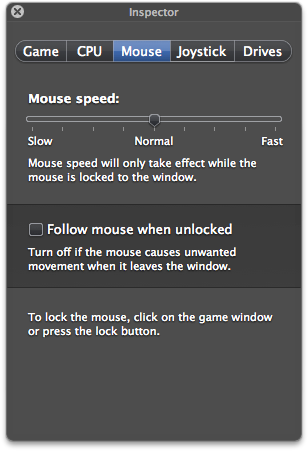 Inspector
Game CPU Mouse Joystick Drives
Mouse speed:
Slow Normal Fast
Mouse speed will only take effect while the
mouse is locked to the window.
Follow mouse when unlocked
Turn off if the mouse causes unwanted
movement when it leaves the window.
To lock the mouse, click on the game window
or press the lock button.